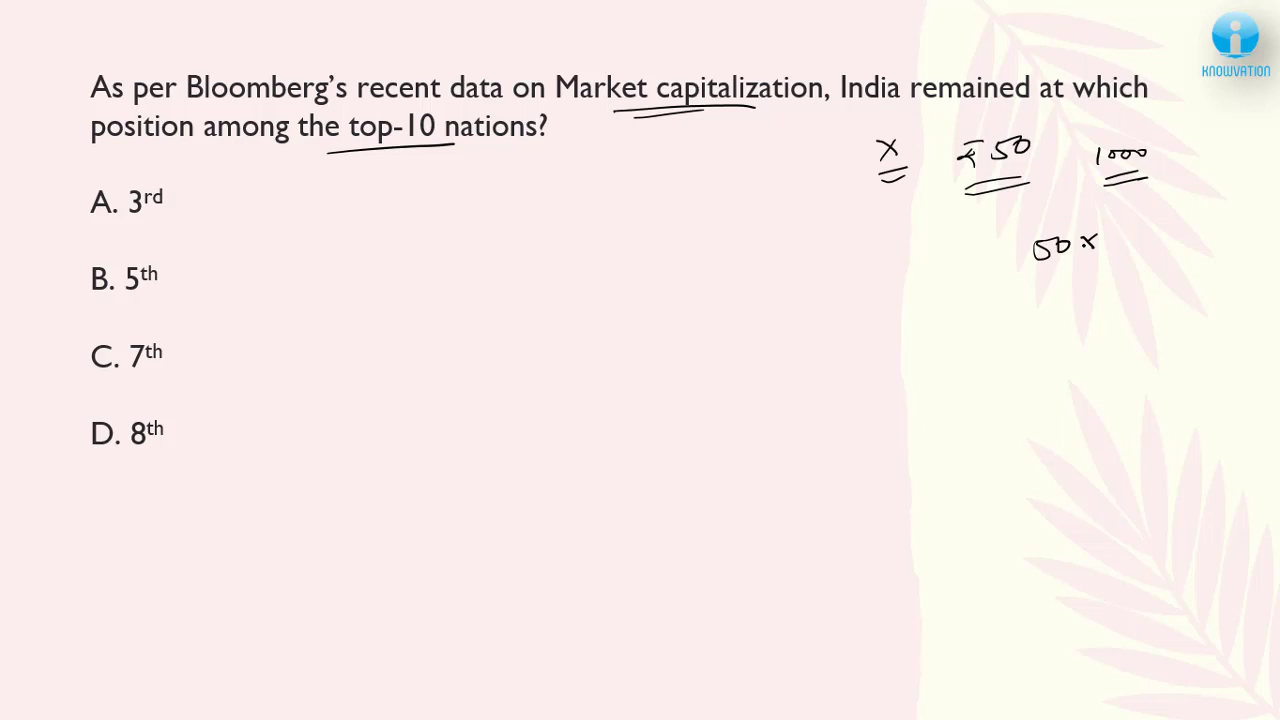 As per Bloomberg’s recent data on Market capitalization, India remained at which
position among the top-10 nations?
A. 3rd
B. 5th
C. 7th
D. 8th
x ₹50 1000
50 x
KNOWVATION